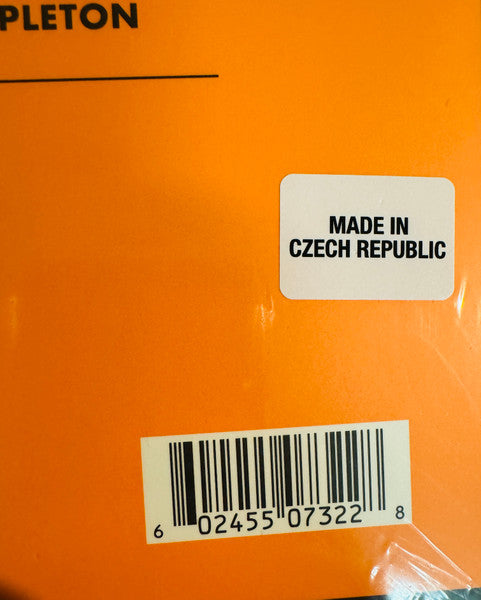 PLETON
MADE IN
CZECH REPUBLIC
6 02455 07322 8